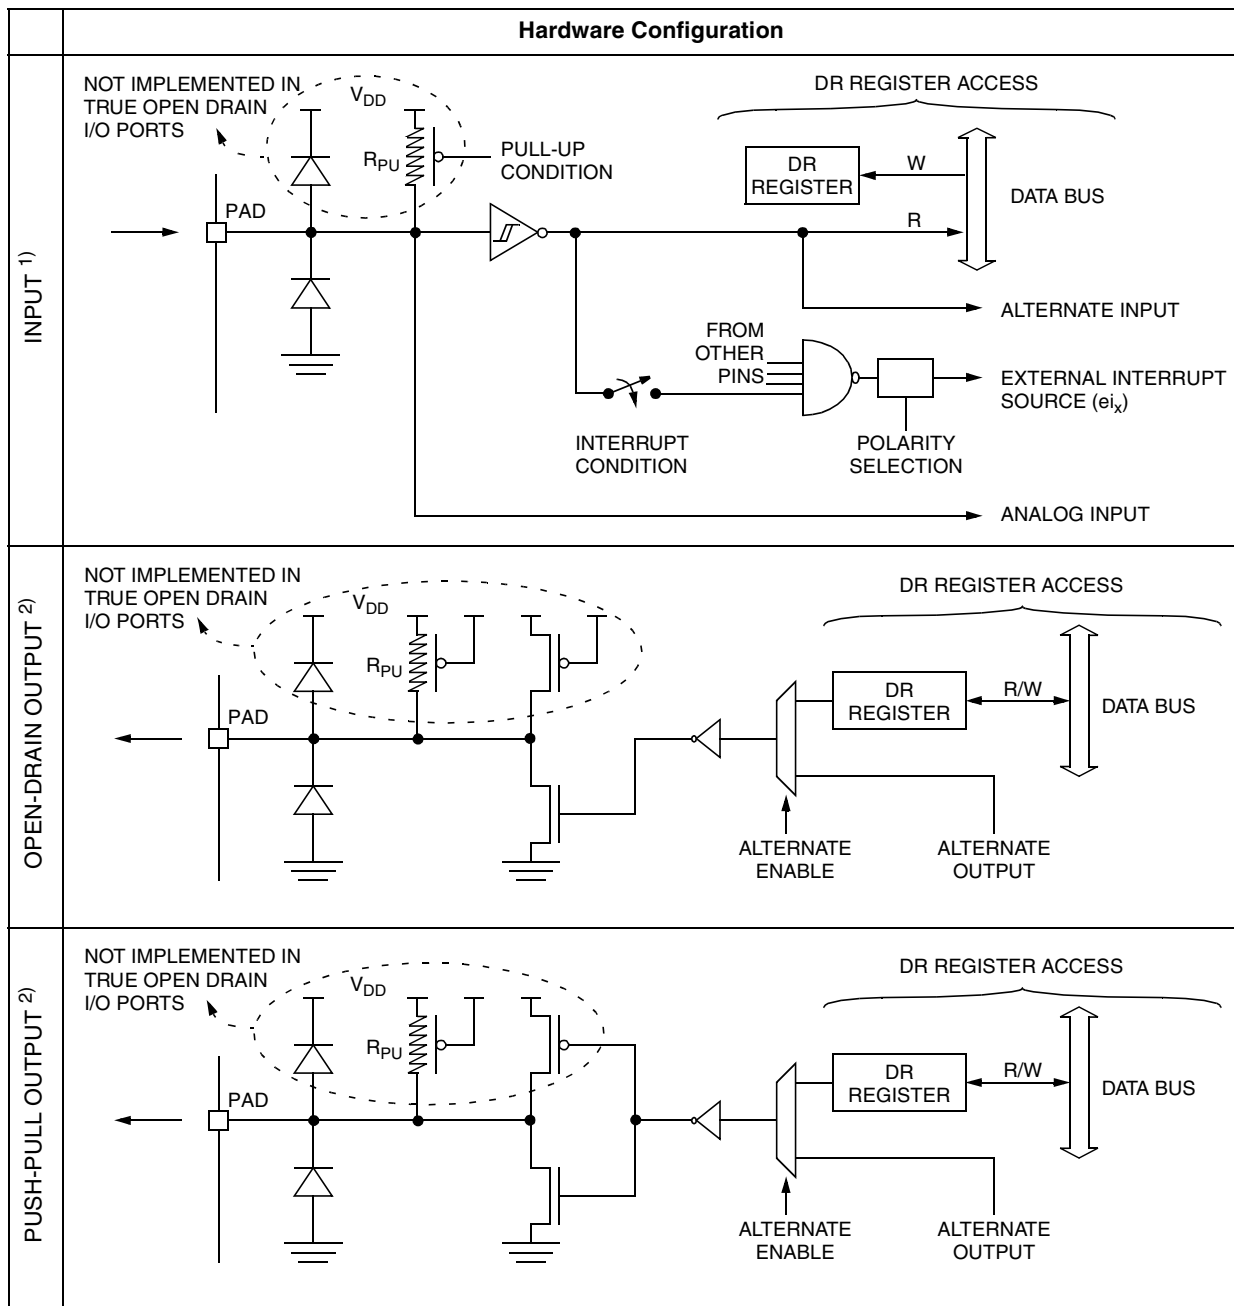 Hardware Configuration
INPUT 1)
NOT IMPLEMENTED IN
TRUE OPEN DRAIN
I/O PORTS
VDD
RPU
PULL-UP
CONDITION
PAD
DR REGISTER ACCESS
DR
REGISTER
W
R
DATA BUS
ALTERNATE INPUT
FROM
OTHER
PINS
EXTERNAL INTERRUPT
SOURCE (eix)
INTERRUPT
CONDITION
POLARITY
SELECTION
ANALOG INPUT
OPEN-DRAIN OUTPUT 2)
NOT IMPLEMENTED IN
TRUE OPEN DRAIN
I/O PORTS
VDD
RPU
PAD
DR REGISTER ACCESS
DR
REGISTER
R/W
DATA BUS
ALTERNATE
ENABLE
ALTERNATE
OUTPUT
PUSH-PULL OUTPUT 2)
NOT IMPLEMENTED IN
TRUE OPEN DRAIN
I/O PORTS
VDD
RPU
PAD
DR REGISTER ACCESS
DR
REGISTER
R/W
DATA BUS
ALTERNATE
ENABLE
ALTERNATE
OUTPUT